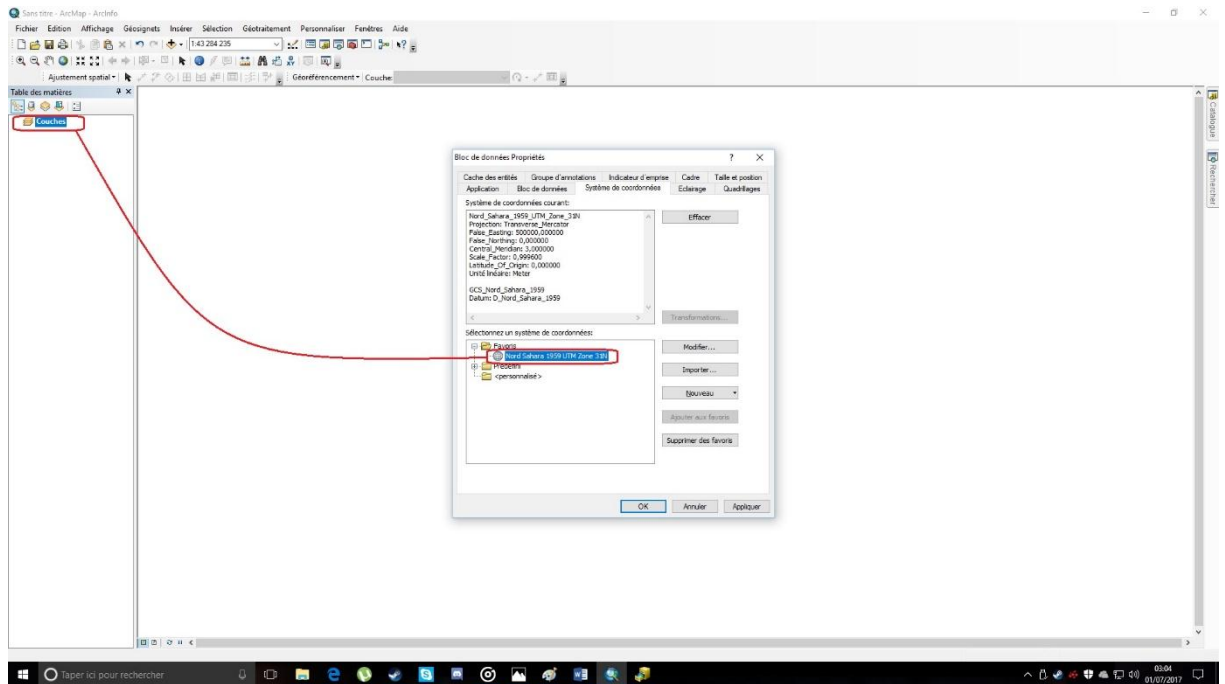 Sans titre - ArcMap - ArcInfo
Fichier Edition Affichage Géosignets Insérer Sélection Géotraitement Personnaliser Fenêtres Aide
1:43 284 235
Ajustement spatial Géoréférencement Couche:
Table des matières
Couches
Catalogue
Rechercher
Bloc de données Propriétés
Cache des entités Groupe d'annotations Indicateur d'emprise Cadre Taille et position
Application Bloc de données Système de coordonnées Eclairage Quadrillages
Système de coordonnées courant:
Nord_Sahara_1959_UTM_Zone_31N
Projection: Transverse_Mercator
False_Easting: 500000,000000
False_Northing: 0,000000
Central_Meridian: 3,000000
Scale_Factor: 0,999600
Latitude_Of_Origin: 0,000000
Unité linéaire: Meter
GCS_Nord_Sahara_1959
Datum: D_Nord_Sahara_1959
Effacer
Transformations...
Sélectionnez un système de coordonnées:
Favoris
Nord Sahara 1959 UTM Zone 31N
Prédéfini
<personnalisé>
Modifier...
Importer...
Nouveau
Ajouter aux favoris
Supprimer des favoris
OK Annuler Appliquer
Taper ici pour rechercher
03:04
01/07/2017